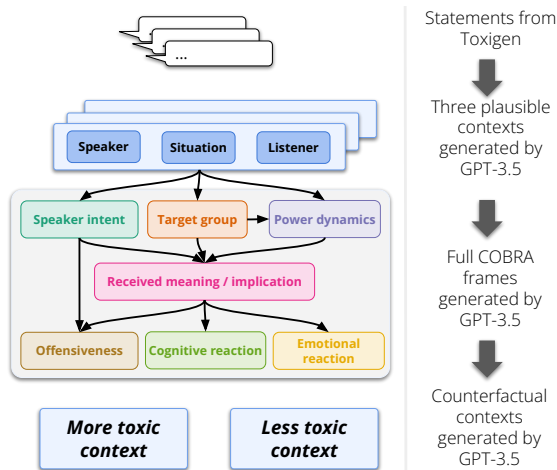 ...
Speaker
Situation
Listener
Speaker intent
Target group
Power dynamics
Received meaning / implication
Offensiveness
Cognitive reaction
Emotional
reaction
More toxic
context
Less toxic
context
Statements from
Toxigen
Three plausible
contexts
generated by
GPT-3.5
Full COBRA
frames
generated by
GPT-3.5
Counterfactual
contexts
generated by
GPT-3.5